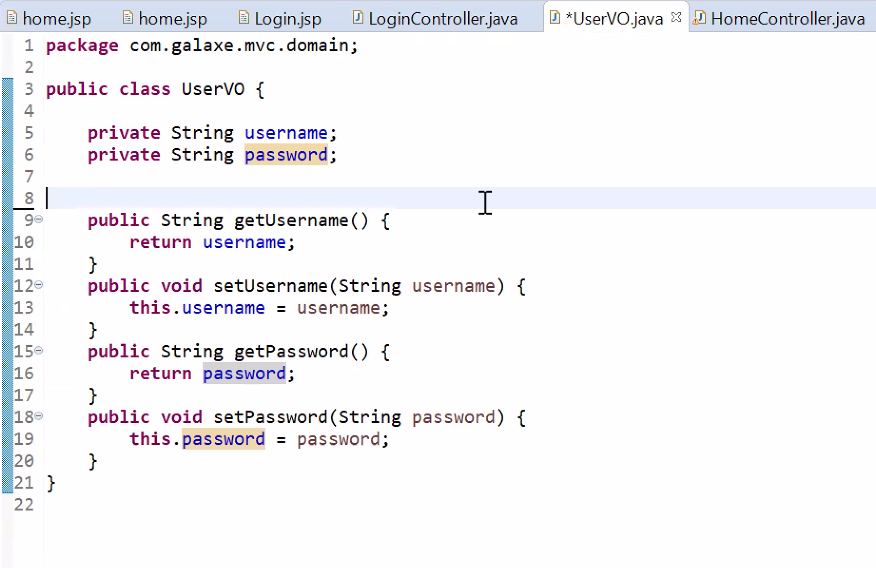 home.jsp home.jsp Login.jsp LoginController.java *UserVO.java HomeController.java
1 package com.galaxe.mvc.domain;
2
3 public class UserVO {
4
5 private String username;
6 private String password;
7
8
9 public String getUsername() {
10 return username;
11 }
12 public void setUsername(String username) {
13 this.username = username;
14 }
15 public String getPassword() {
16 return password;
17 }
18 public void setPassword(String password) {
19 this.password = password;
20 }
21 }
22